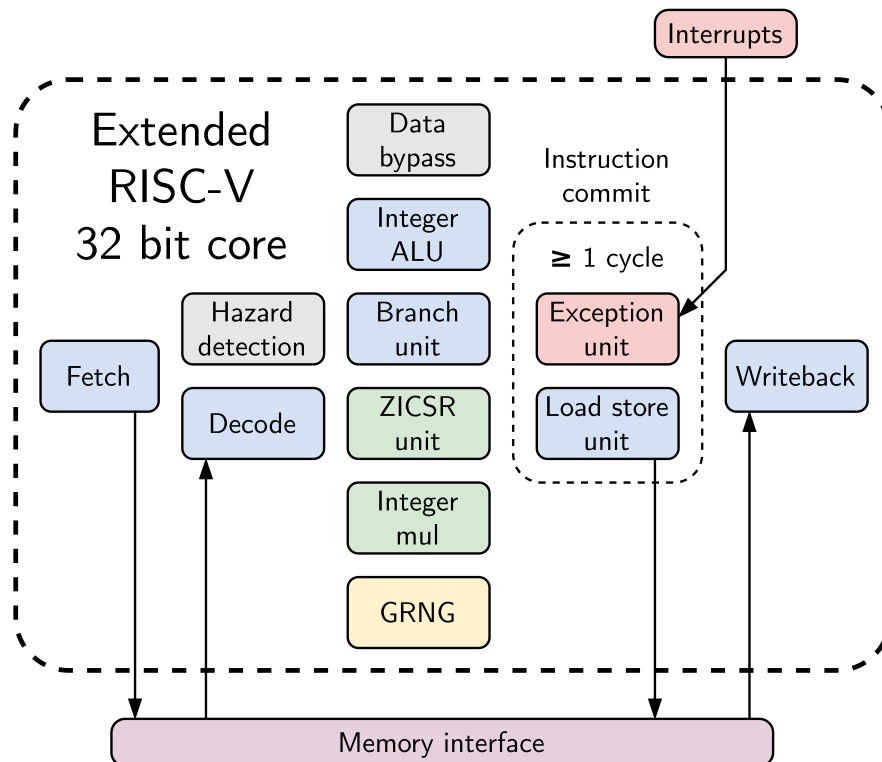 Interrupts
Extended
RISC-V
32 bit core
Data
bypass
Instruction
commit
Integer
ALU
≥ 1 cycle
Hazard
detection
Branch
unit
Exception
unit
Fetch
Writeback
Decode
ZICSR
unit
Load store
unit
Integer
mul
GRNG
Memory interface